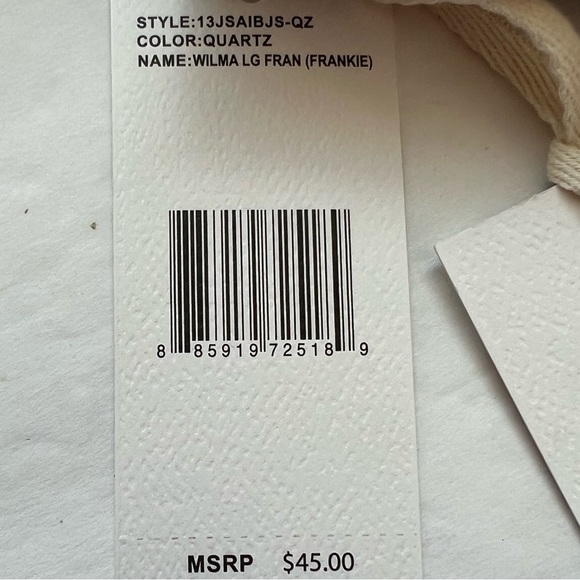 STYLE:13JSAIBJS-QZ
COLOR:QUARTZ
NAME:WILMA LG FRAN (FRANKIE)
8 85919 72518 9
MSRP $45.00